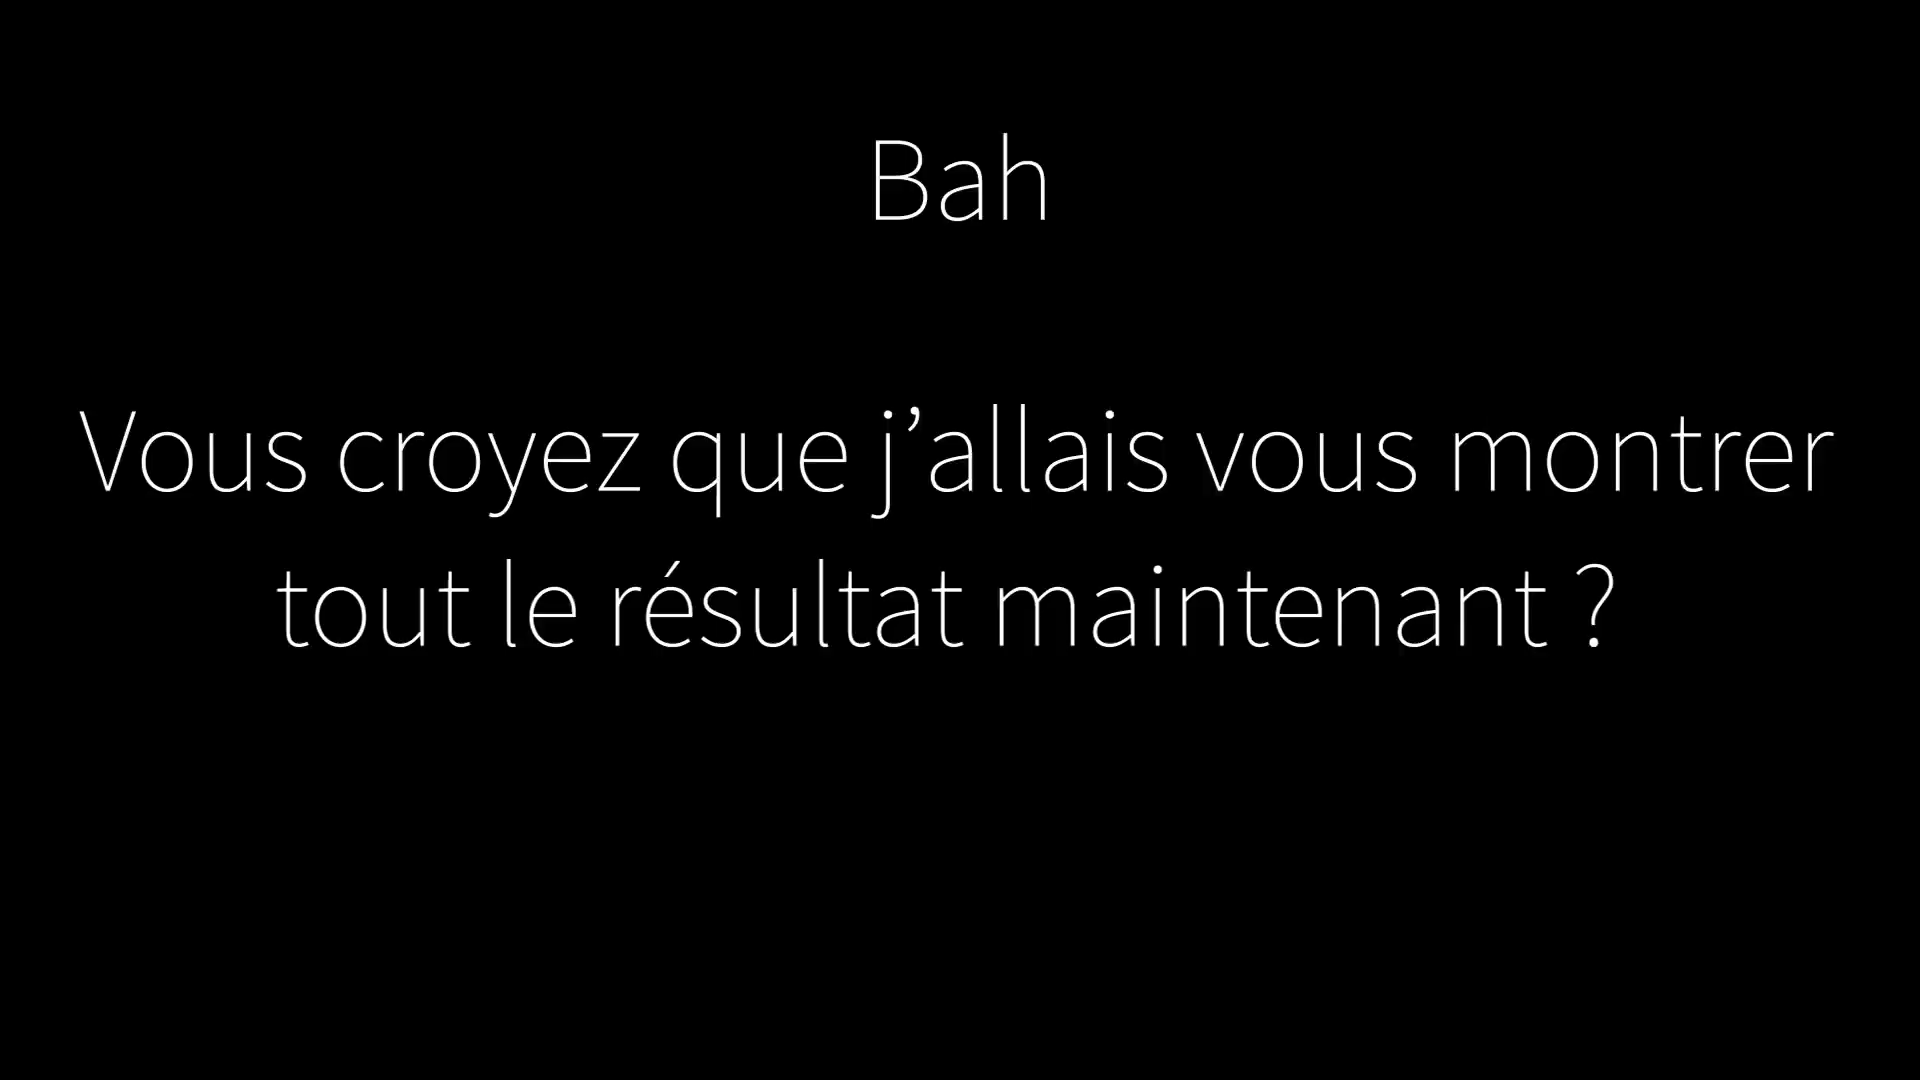 Bah
Vous croyez que j’allais vous montrer
tout le résultat maintenant ?